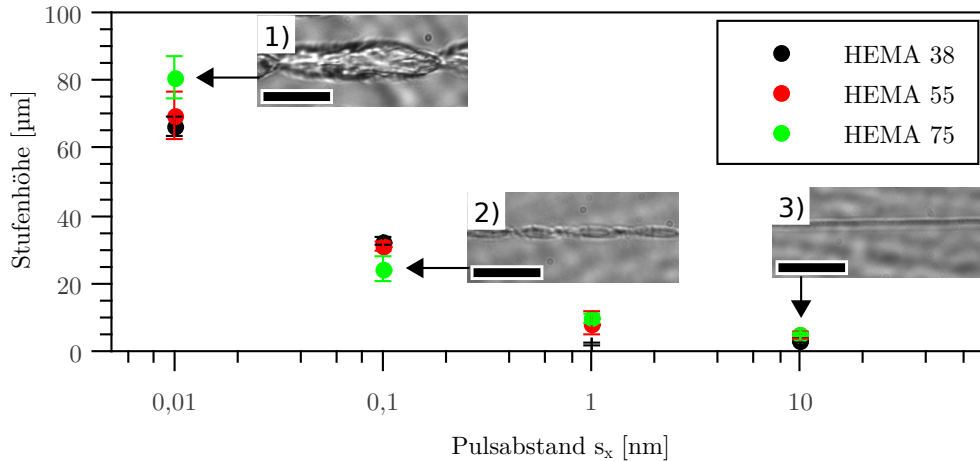 100
80
60
40
20
0
Stufenhöhe [µm]
1)
2)
3)
HEMA 38
HEMA 55
HEMA 75
0,01
0,1
1
10
Pulsabstand sₓ [nm]